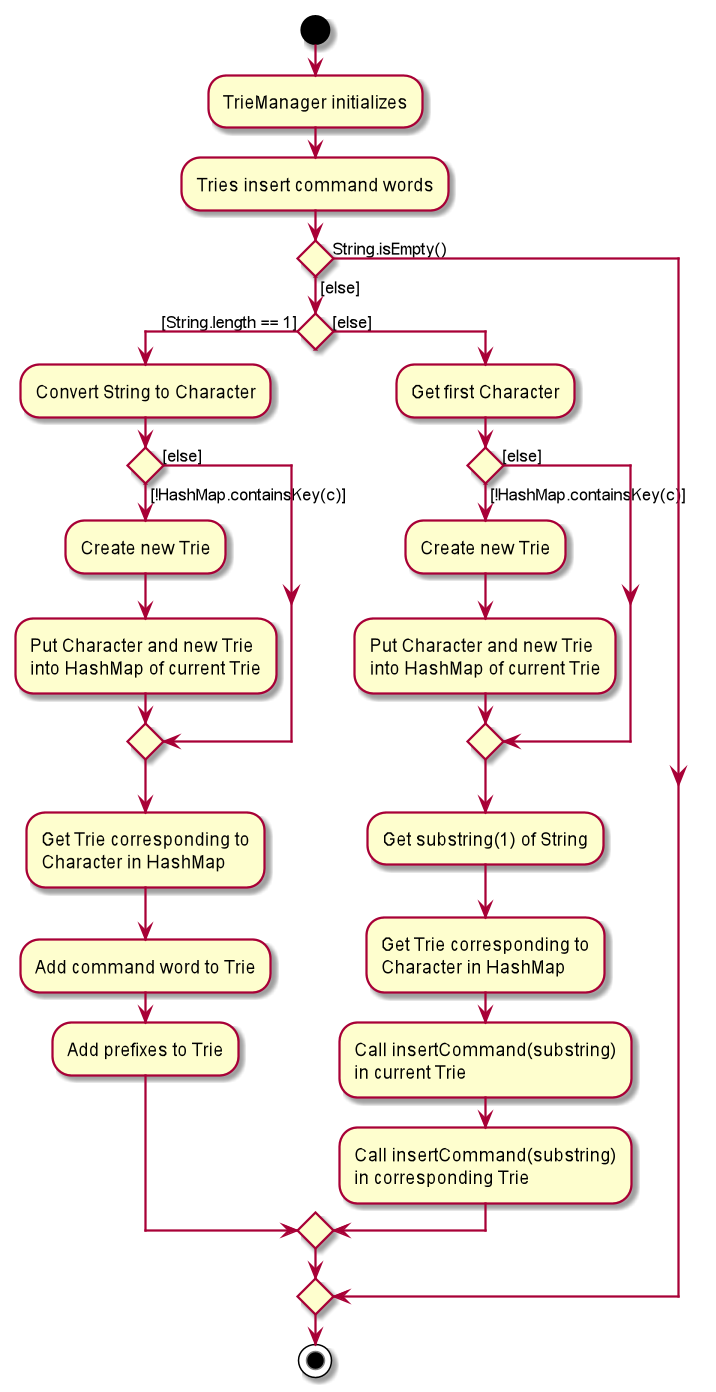 TrieManager initializes
Tries insert command words
String.isEmpty()
[else]
[String.length == 1]
[else]
Convert String to Character
[else]
[!HashMap.containsKey(c)]
Create new Trie
Put Character and new Trie
into HashMap of current Trie
Get Trie corresponding to
Character in HashMap
Add command word to Trie
Add prefixes to Trie
Get first Character
[else]
[!HashMap.containsKey(c)]
Create new Trie
Put Character and new Trie
into HashMap of current Trie
Get substring(1) of String
Get Trie corresponding to
Character in HashMap
Call insertCommand(substring)
in current Trie
Call insertCommand(substring)
in corresponding Trie